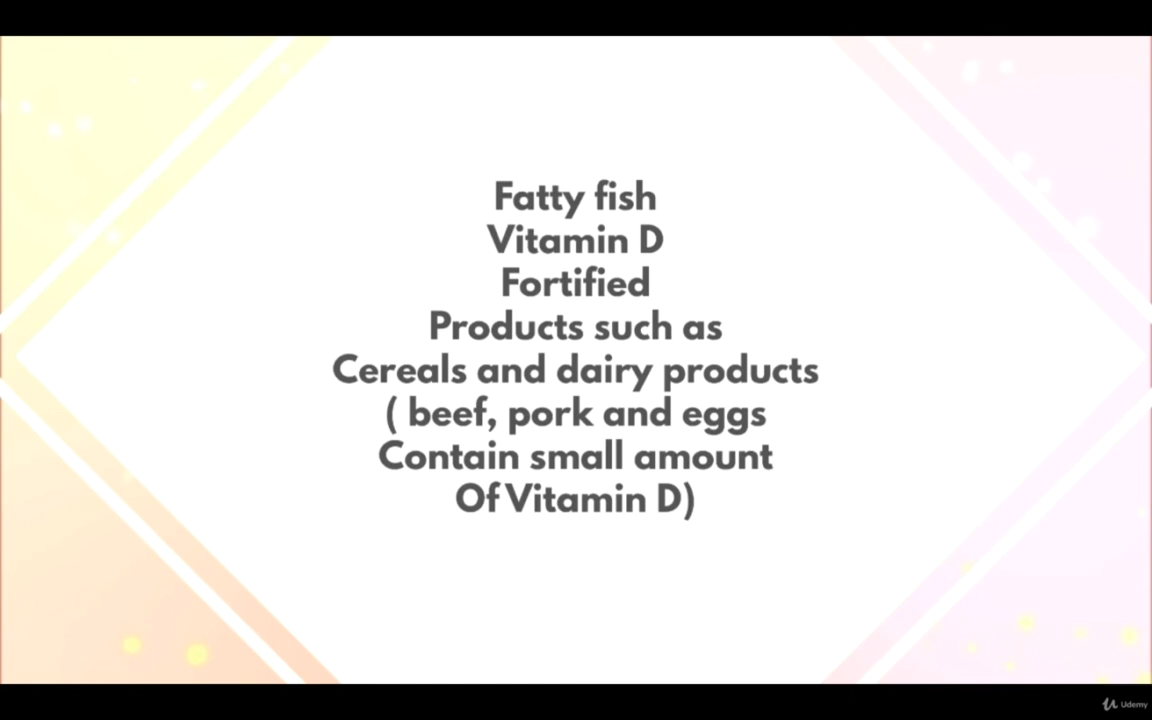 Fatty fish
Vitamin D
Fortified
Products such as
Cereals and dairy products
( beef, pork and eggs
Contain small amount
Of Vitamin D)
Udemy